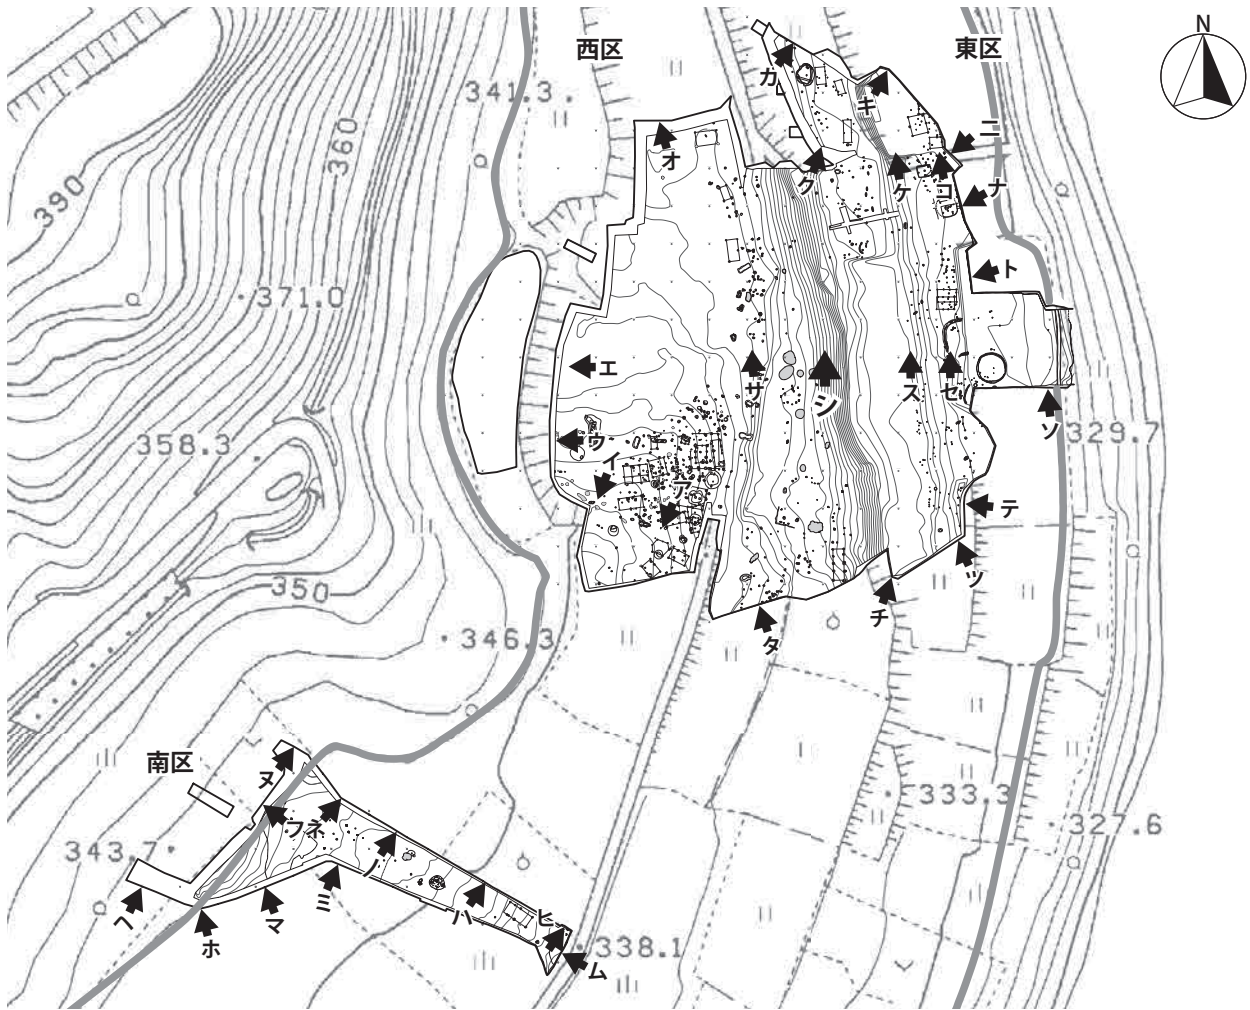 N
西区
東区
341.3
カ
キ
ニ
360
オ
ク
ケ
コ
ナ
390
371.0
ト
エ
サ
シ
ス
セ
ソ
329.7
358.3
ウ
イ
ア
テ
350
ツ
チ
346.3
タ
南区
ヌ
333.3
フネ
327.6
343.7
ノ
ハ
ヒ
ヘ
ホ
マ
ミ
338.1
ム